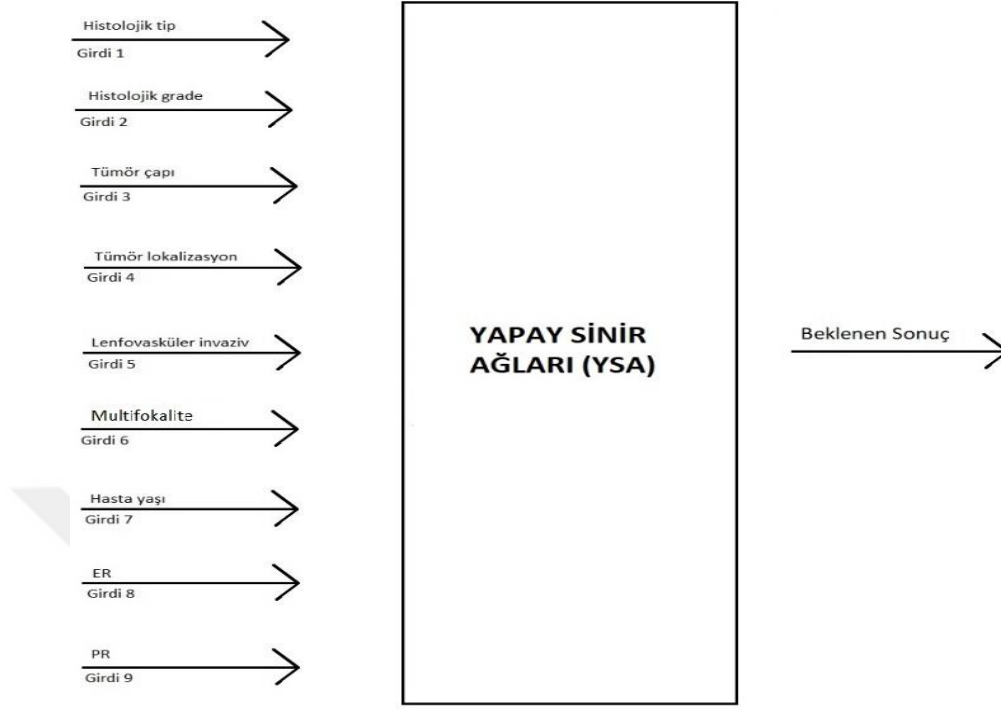 Histolojik tip
Girdi 1
Histolojik grade
Girdi 2
Tümör çapı
Girdi 3
Tümör lokalizasyon
Girdi 4
Lenfovasküler invaziv
Girdi 5
Multifokalite
Girdi 6
Hasta yaşı
Girdi 7
ER
Girdi 8
PR
Girdi 9
YAPAY SİNİR
AĞLARI (YSA)
Beklenen Sonuç